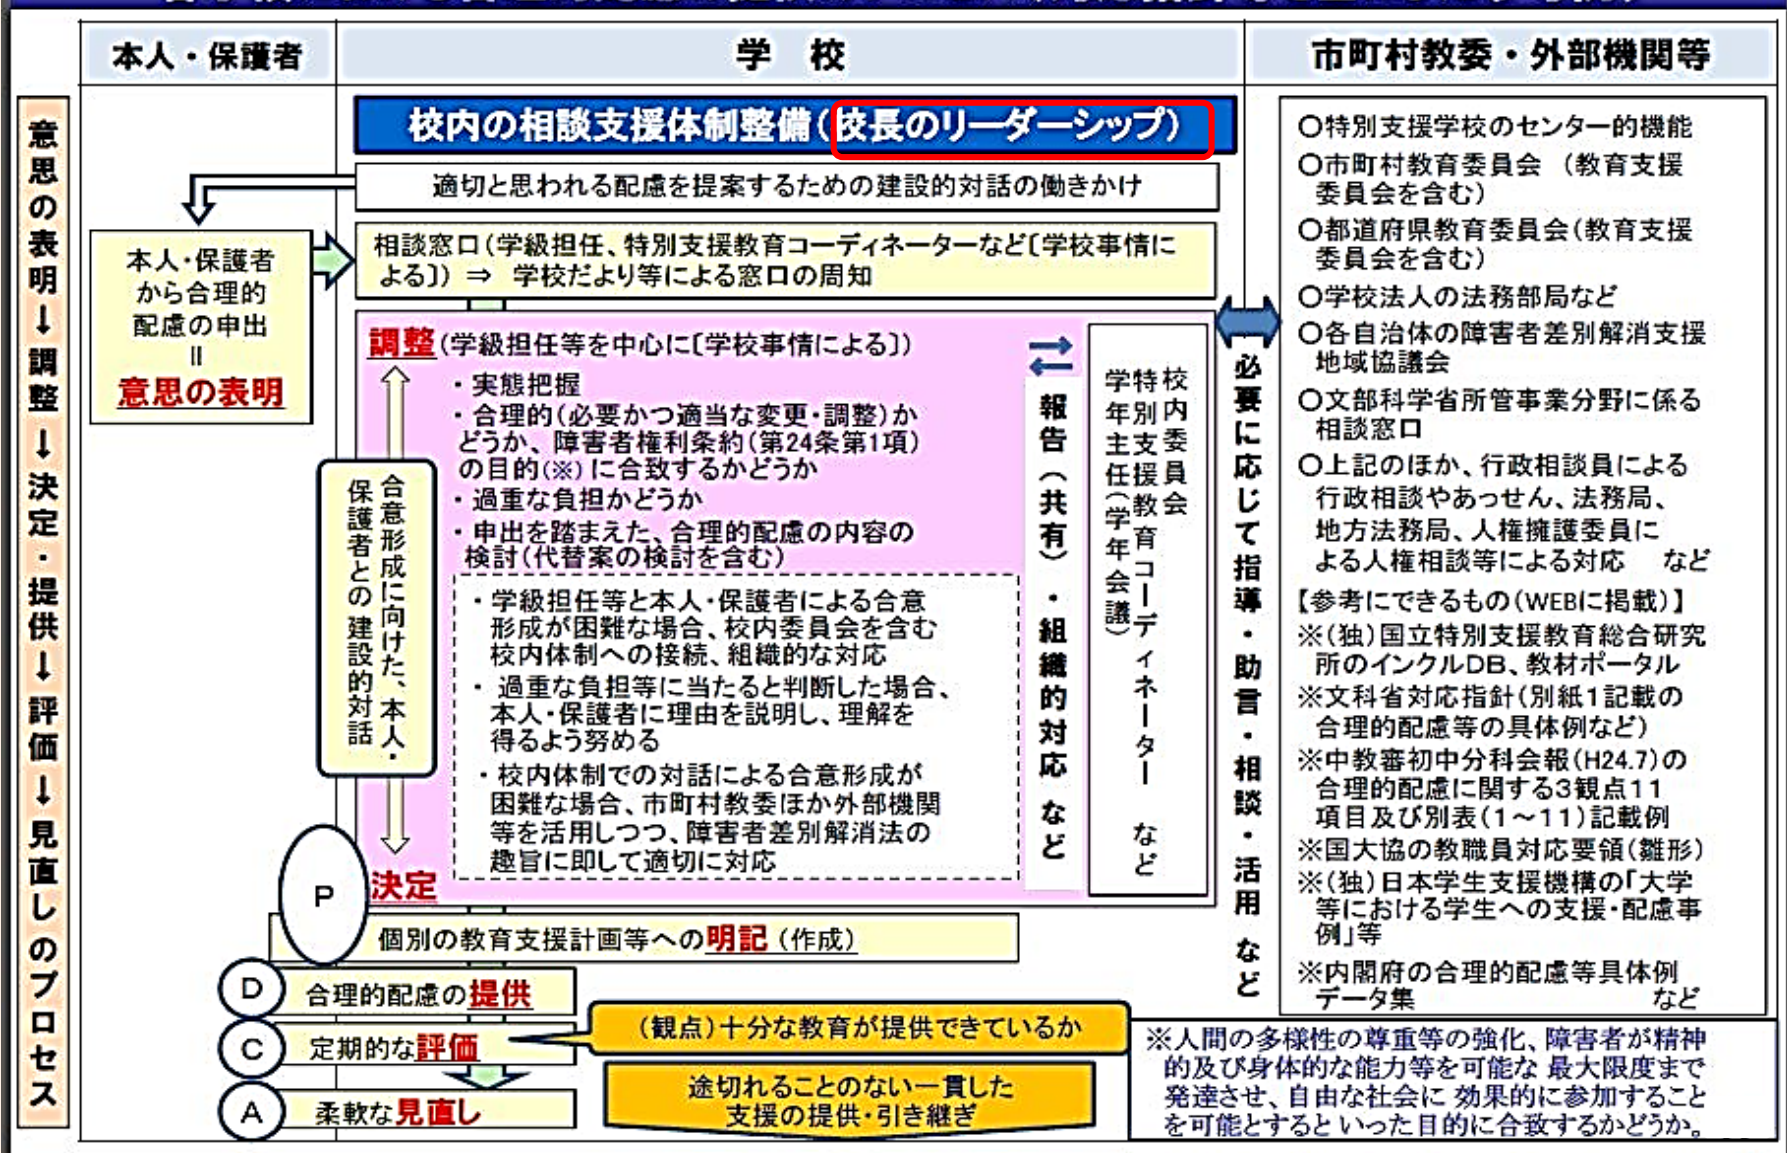 本人・保護者
学 校
市町村教委・外部機関等
意思の表明→調整→決定・提供→評価→見直しのプロセス
校内の相談支援体制整備(校長のリーダーシップ)
適切と思われる配慮を提案するための建設的対話の働きかけ
本人・保護者
から合理的
配慮の申出
＝
意思の表明
相談窓口(学級担任、特別支援教育コーディネーターなど〔学校事情に
よる〕) ⇒ 学校だより等による窓口の周知
調整(学級担任等を中心に〔学校事情による〕)
・実態把握
・合理的(必要かつ適当な変更・調整)か
どうか、障害者権利条約(第24条第1項)
の目的(※)に合致するかどうか
・過重な負担かどうか
・申出を踏まえた、合理的配慮の内容の
検討(代替案の検討を含む)
・学級担任等と本人・保護者による合意
形成が困難な場合、校内委員会を含む
校内体制への接続、組織的な対応
・過重な負担等に当たると判断した場合、
本人・保護者に理由を説明し、理解を
得るよう努める
・校内体制での対話による合意形成が
困難な場合、市町村教委ほか外部機関
等を活用しつつ、障害者差別解消法の
趣旨に即して適切に対応
合意形成に向けた、本人・
保護者との 建設的対話
決定
報告(共有)・組織的対応 など
校内委員会
特別支援教育コーディネーター など
学年主任(学年会議)
必要に応じて指導・助言・相談・活用 など
P
個別の教育支援計画等への明記(作成)
D
合理的配慮の提供
C
定期的な評価
A
柔軟な見直し
(観点)十分な教育が提供できているか
途切れることのない一貫した
支援の提供・引き継ぎ
○特別支援学校のセンター的機能
○市町村教育委員会 (教育支援
委員会を含む)
○都道府県教育委員会(教育支援
委員会を含む)
○学校法人の法務部局など
○各自治体の障害者差別解消支援
地域協議会
○文部科学省所管事業分野に係る
相談窓口
○上記のほか、行政相談員による
行政相談やあっせん、法務局、
地方法務局、人権擁護委員に
よる人権相談等による対応 など
【参考にできるもの(WEBに掲載)】
※(独)国立特別支援教育総合研究
所のインクルDB、教材ポータル
※文科省対応指針(別紙1記載の
合理的配慮等の具体例など)
※中教審初中分科会報(H24.7)の
合理的配慮に関する3観点11
項目及び別表(1～11)記載例
※国大協の教職員対応要領(雛形)
※(独)日本学生支援機構の「大学
等における学生への支援・配慮事
例」等
※内閣府の合理的配慮等具体例
データ集 など
※人間の多様性の尊重等の強化、障害者が精神
的及び身体的な能力等を可能な 最大限度まで
発達させ、自由な社会に 効果的に参加すること
を可能とするといった目的に合致するかどうか。